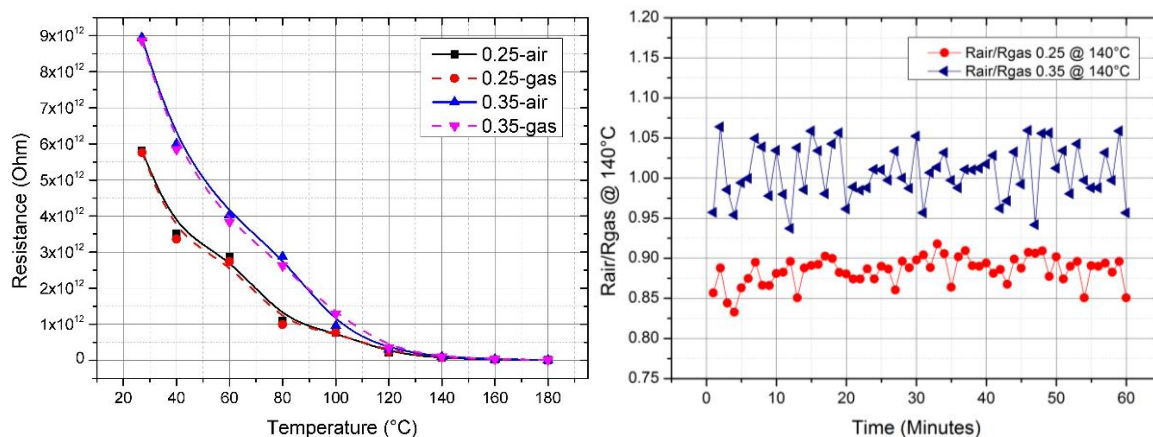 9x10¹²
8x10¹²
7x10¹²
6x10¹²
5x10¹²
4x10¹²
3x10¹²
2x10¹²
1x10¹²
0
Resistance (Ohm)
0.25-air
0.25-gas
0.35-air
0.35-gas
20 40 60 80 100 120 140 160 180
Temperature (°C)
1.20
1.15
1.10
1.05
1.00
0.95
0.90
0.85
0.80
0.75
Rair/Rgas @ 140°C
Rair/Rgas 0.25 @ 140°C
Rair/Rgas 0.35 @ 140°C
0 10 20 30 40 50 60
Time (Minutes)